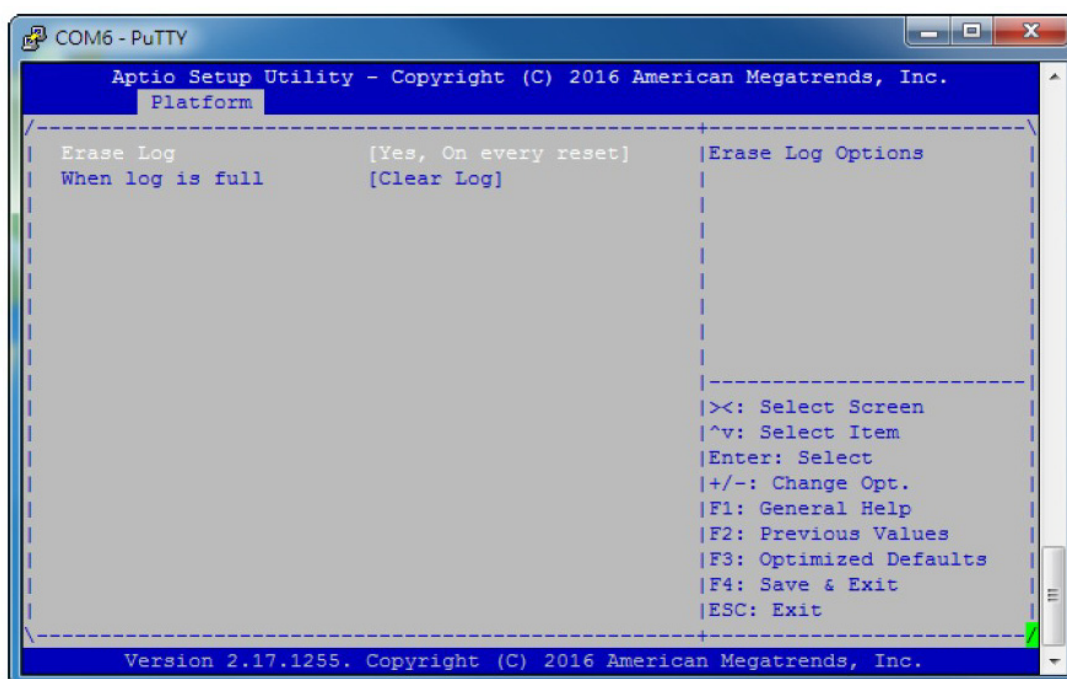 COM6 - PuTTY
Aptio Setup Utility - Copyright (C) 2016 American Megatrends, Inc.
Platform
/----------------------------------------------------+-------------------------\
| Erase Log [Yes, On every reset] |Erase Log Options |
| When log is full [Clear Log] | |
| | |
| | |
| | |
| | |
| | |
| | |
| | |
| |-------------------------|
| |><: Select Screen |
| |^v: Select Item |
| |Enter: Select |
| |+/-: Change Opt. |
| |F1: General Help |
| |F2: Previous Values |
| |F3: Optimized Defaults |
| |F4: Save & Exit |
| |ESC: Exit |
\----------------------------------------------------+-------------------------/
Version 2.17.1255. Copyright (C) 2016 American Megatrends, Inc.